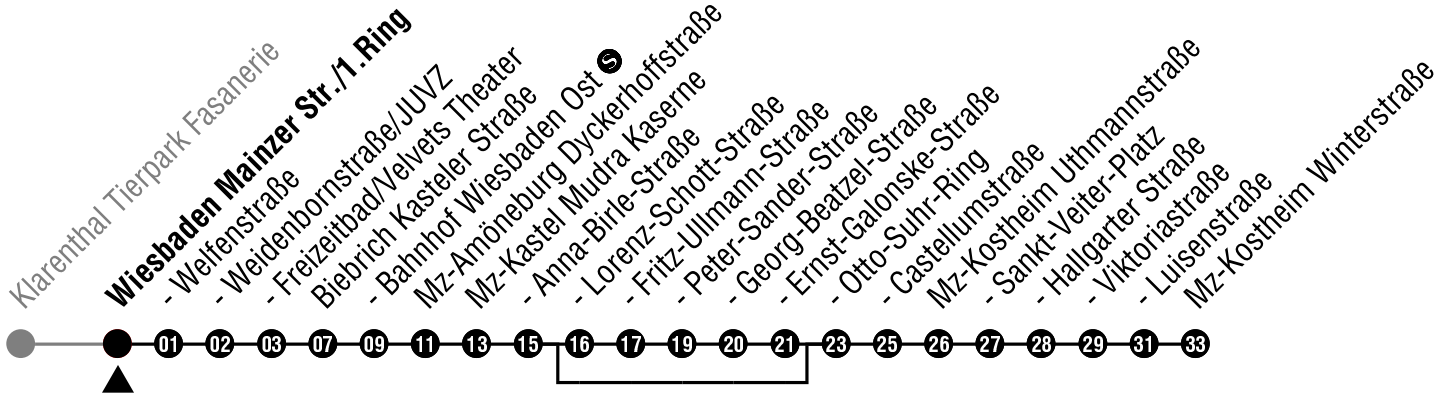 Klarenthal Tierpark Fasanerie
Wiesbaden Mainzer Str./1.Ring
- Welfenstraße
- Weidenbornstraße/JUVZ
- Freizeitbad/Velvets Theater
Biebrich Kasteler Straße
- Bahnhof Wiesbaden Ost S
Mz-Amöneburg Dyckerhoffstraße
Mz-Kastel Mudra Kaserne
- Anna-Birle-Straße
- Lorenz-Schott-Straße
- Fritz-Ullmann-Straße
- Peter-Sander-Straße
- Georg-Beatzel-Straße
- Ernst-Galonske-Straße
- Otto-Suhr-Ring
- Castellumstraße
Mz-Kostheim Uthmannstraße
- Sankt-Veiter-Platz
- Hallgarter Straße
- Viktoriastraße
- Luisenstraße
Mz-Kostheim Winterstraße
01 02 03 07 09 11 13 15 16 17 19 20 21 23 25 26 27 28 29 31 33